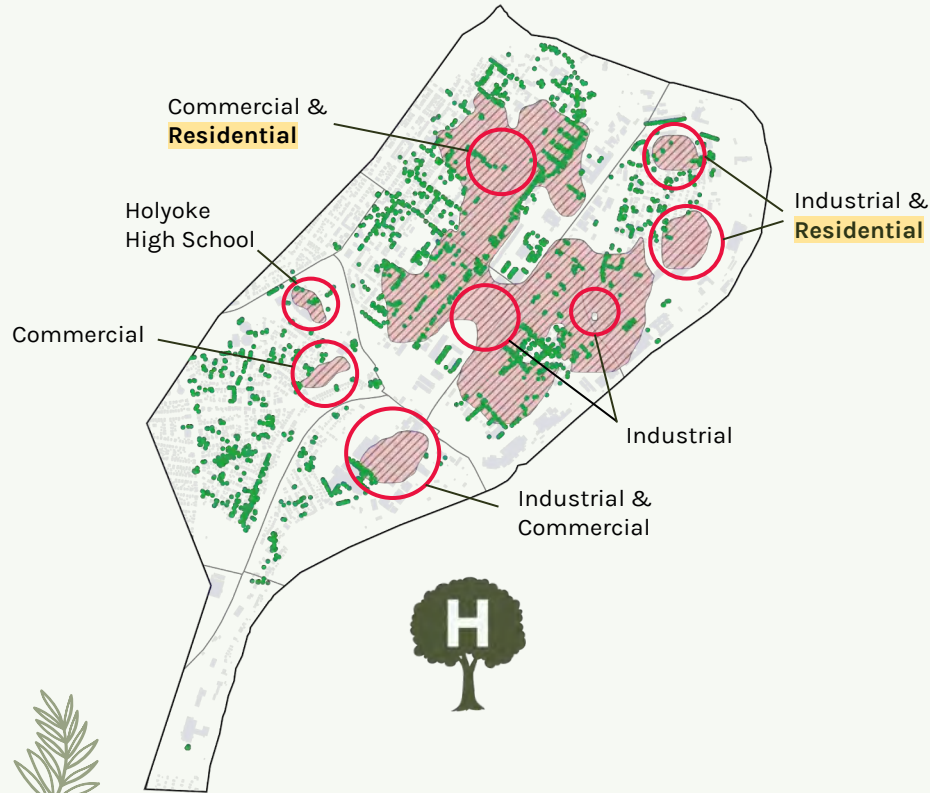 Commercial &
Residential
Industrial &
Residential
Holyoke
High School
Commercial
Industrial
Industrial &
Commercial
H